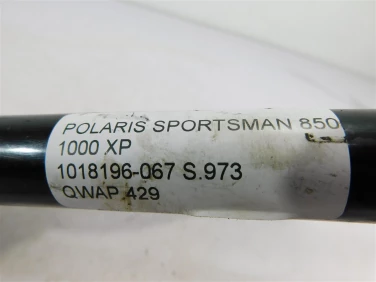 POLARIS SPORTSMAN 850
1000 XP
1018196-067 S.973
QWAP 429